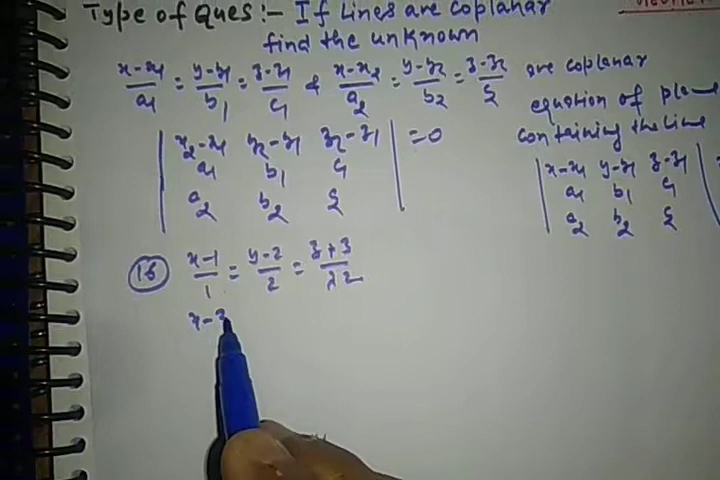 Type of Ques:- If Lines are coplanar
find the unknown
x-x₁/a₁ = y-y₁/b₁ = z-z₁/c₁ & x-x₂/a₂ = y-y₂/b₂ = z-z₂/c₂ are coplanar
equation of plane
containing the line
| x₂-x₁ y₂-y₁ z₂-z₁ |
| a₁ b₁ c₁ | =0
| a₂ b₂ c₂ |
| x-x₁ y-y₁ z-z₁ |
| a₁ b₁ c₁ |
| a₂ b₂ c₂ |
(15) x-1/1 = y-2/2 = z+3/λ2
x-3